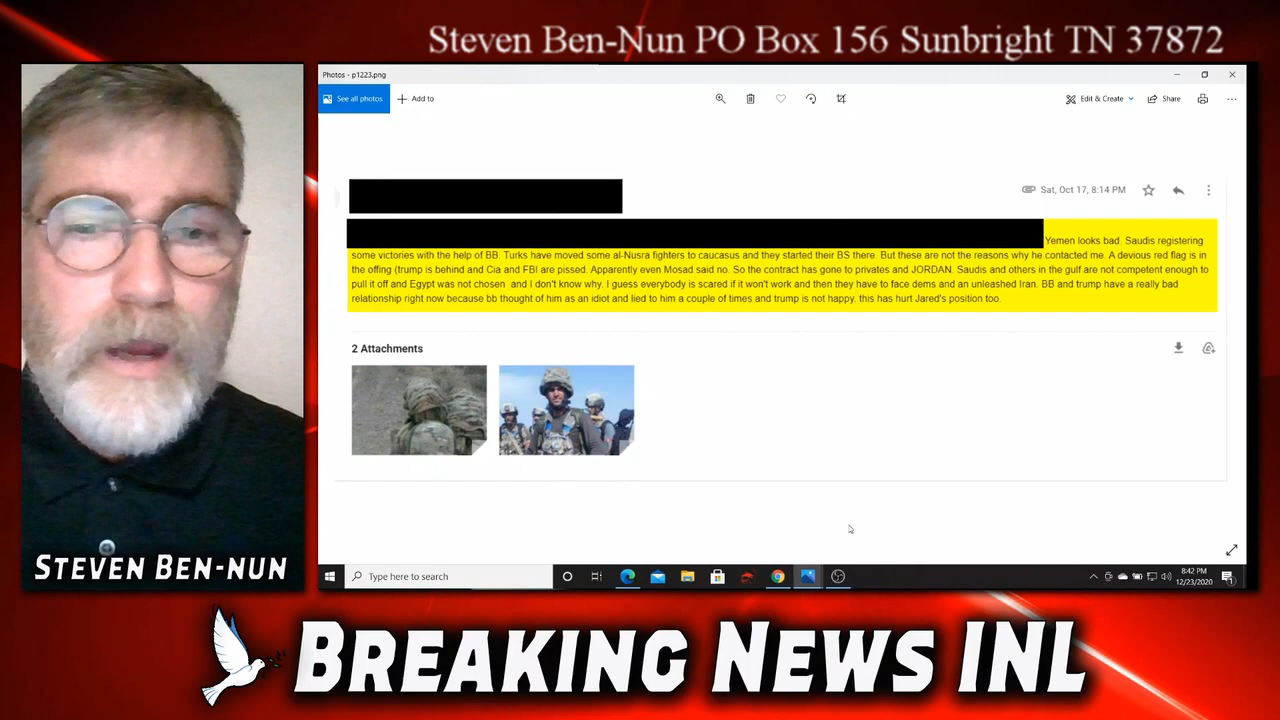 Steven Ben-Nun PO Box 156 Sunbright TN 37872
Photos - p1223.png
See all photos
Add to
Edit & Create
Share
Sat, Oct 17, 8:14 PM
Yemen looks bad. Saudis registering
some victories with the help of BB. Turks have moved some al-Nusra fighters to caucasus and they started their BS there. But these are not the reasons why he contacted me. A devious red flag is in
the offing (trump is behind and Cia and FBI are pissed. Apparently even Mosad said no. So the contract has gone to privates and JORDAN. Saudis and others in the gulf are not competent enough to
pull it off and Egypt was not chosen and I don't know why. I guess everybody is scared if it won't work and then they have to face dems and an unleashed Iran. BB and trump have a really bad
relationship right now because bb thought of him as an idiot and lied to him a couple of times and trump is not happy. this has hurt Jared's position too.
2 Attachments
STEVEN BEN-NUN
Type here to search
8:42 PM
12/23/2020
1
BREAKING NEWS INL